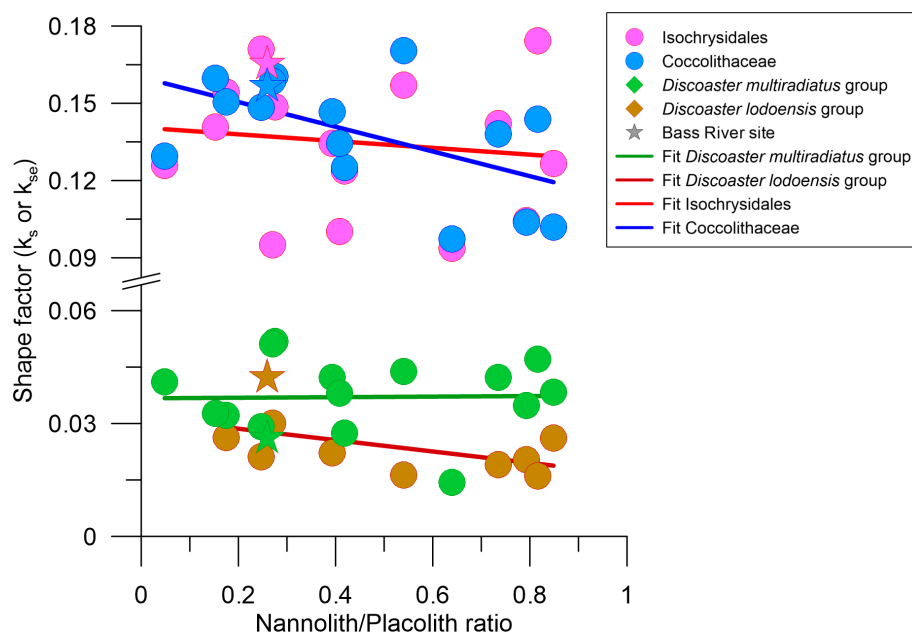 0.18
0.15
0.12
0.09
0.06
0.03
0
Shape factor (ks or kse)
0
0.2
0.4
0.6
0.8
1
Nannolith/Placolith ratio
Isochrysidales
Coccolithaceae
Discoaster multiradiatus group
Discoaster lodoensis group
Bass River site
Fit Discoaster multiradiatus group
Fit Discoaster lodoensis group
Fit Isochrysidales
Fit Coccolithaceae